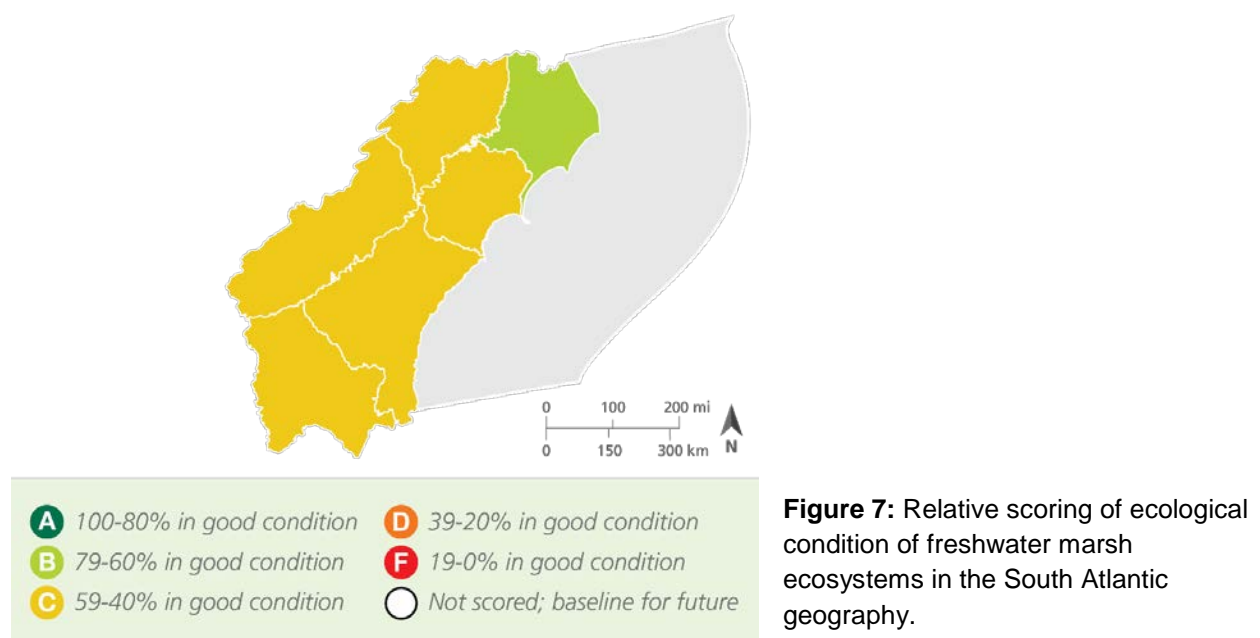 0 100 200 mi
0 150 300 km
N
A 100-80% in good condition
B 79-60% in good condition
C 59-40% in good condition
D 39-20% in good condition
F 19-0% in good condition
Not scored; baseline for future
Figure 7: Relative scoring of ecological
condition of freshwater marsh
ecosystems in the South Atlantic
geography.